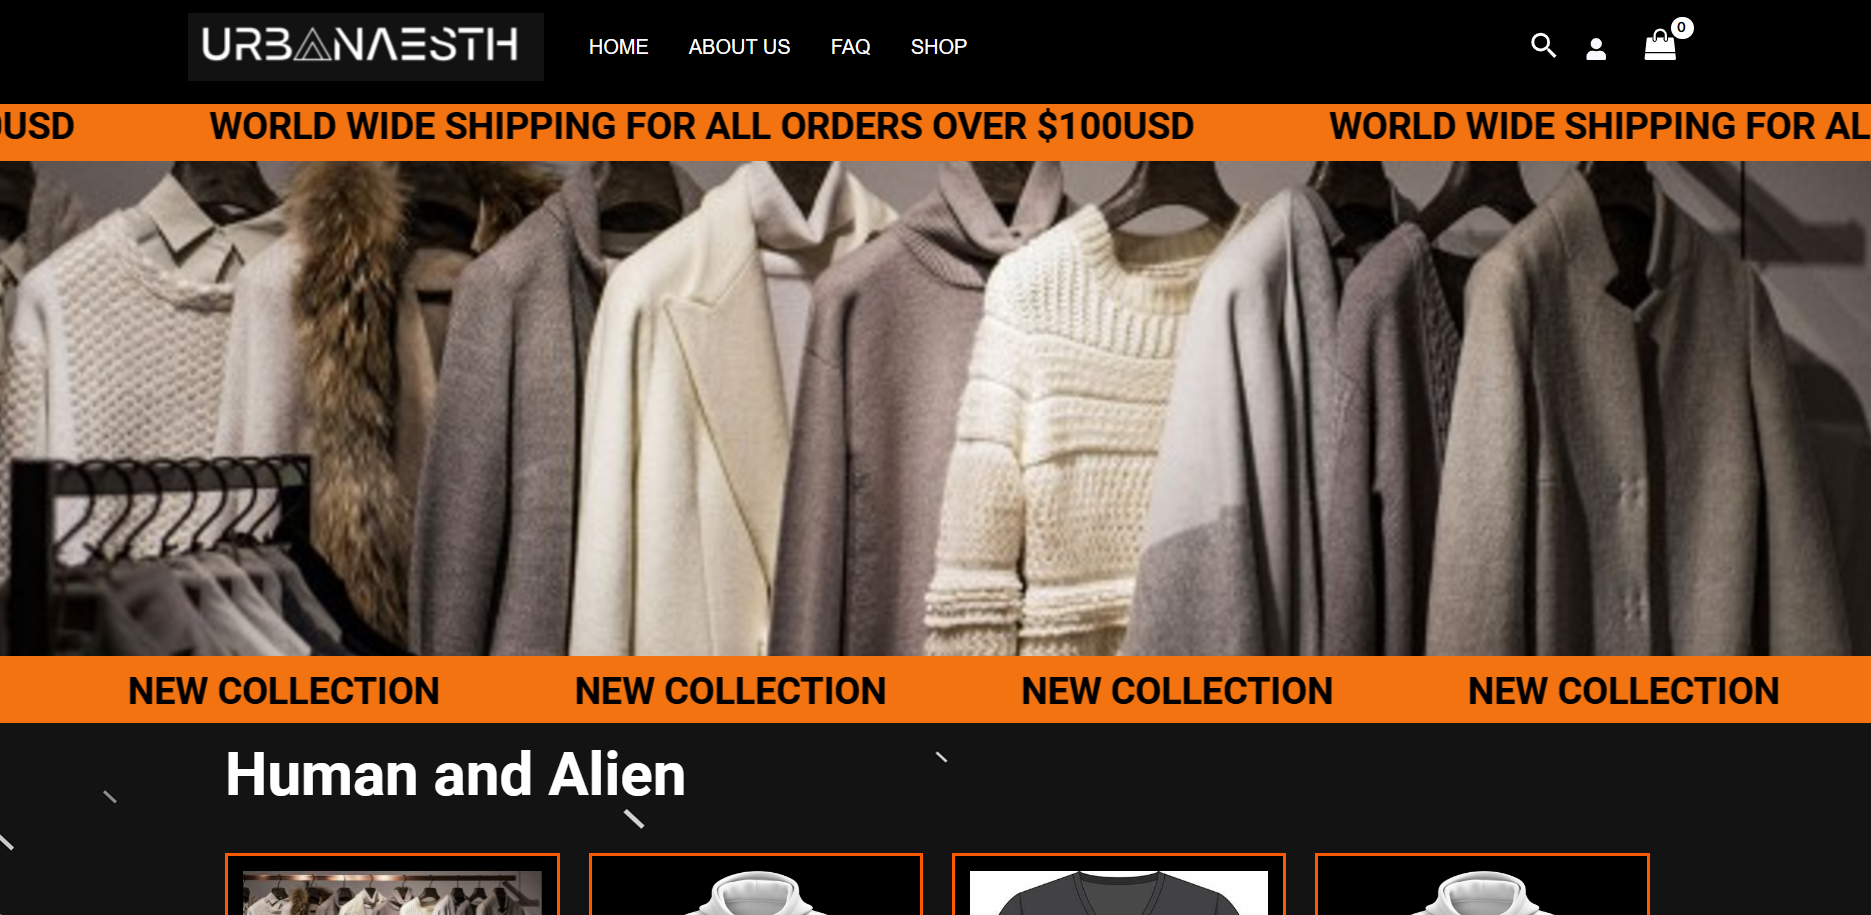 URBANAESTH
HOME ABOUT US FAQ SHOP
0
USD WORLD WIDE SHIPPING FOR ALL ORDERS OVER $100USD WORLD WIDE SHIPPING FOR AL
NEW COLLECTION NEW COLLECTION NEW COLLECTION NEW COLLECTION
Human and Alien